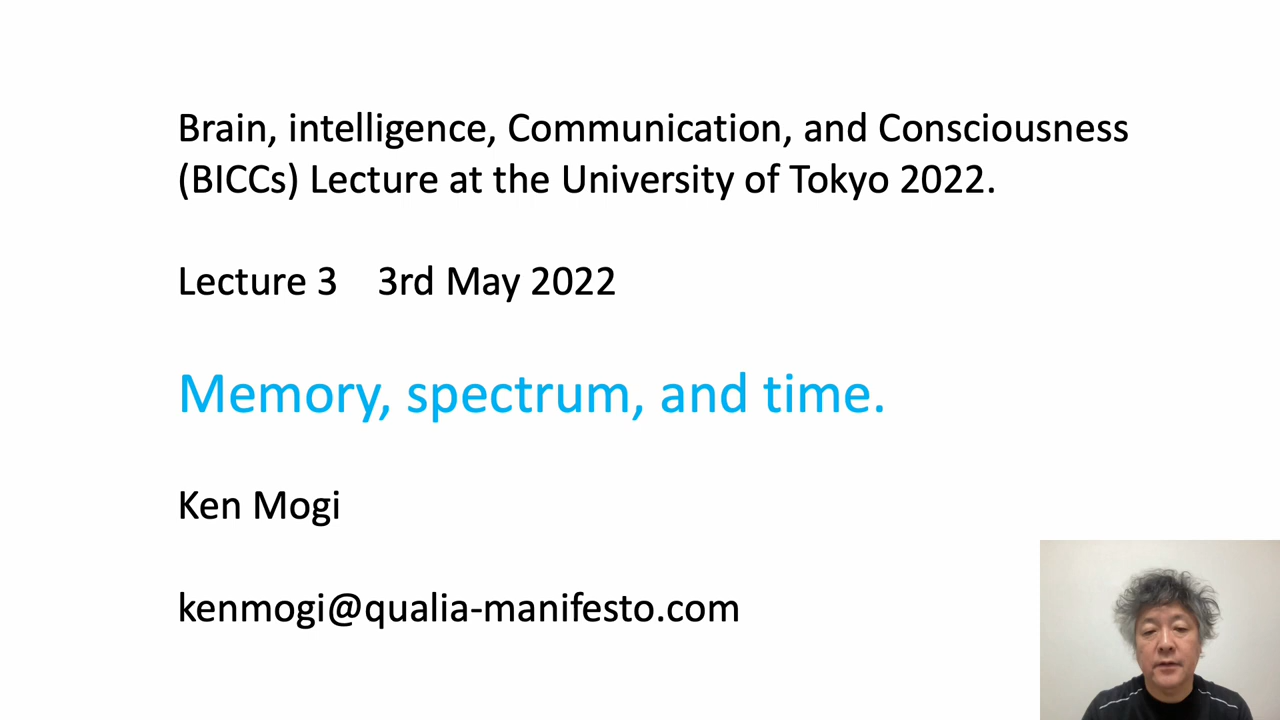 Brain, intelligence, Communication, and Consciousness
(BICCs) Lecture at the University of Tokyo 2022.
Lecture 3 3rd May 2022
Memory, spectrum, and time.
Ken Mogi
kenmogi@qualia-manifesto.com